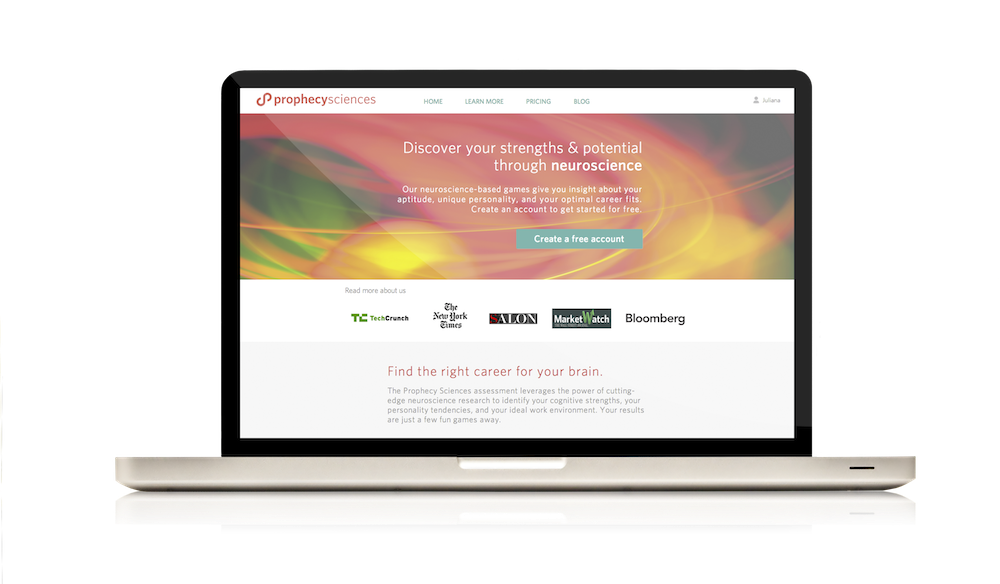 prophecysciences
HOME LEARN MORE PRICING BLOG Juliana
Discover your strengths & potential
through neuroscience
Our neuroscience-based games give you insight about your
aptitude, unique personality, and your optimal career fits.
Create an account to get started for free.
Create a free account
Read more about us
TC TechCrunch
The
New York
Times
SALON
MarketWatch
Bloomberg
Find the right career for your brain.
The Prophecy Sciences assessment leverages the power of cutting-
edge neuroscience research to identify your cognitive strengths, your
personality tendencies, and your ideal work environment. Your results
are just a few fun games away.